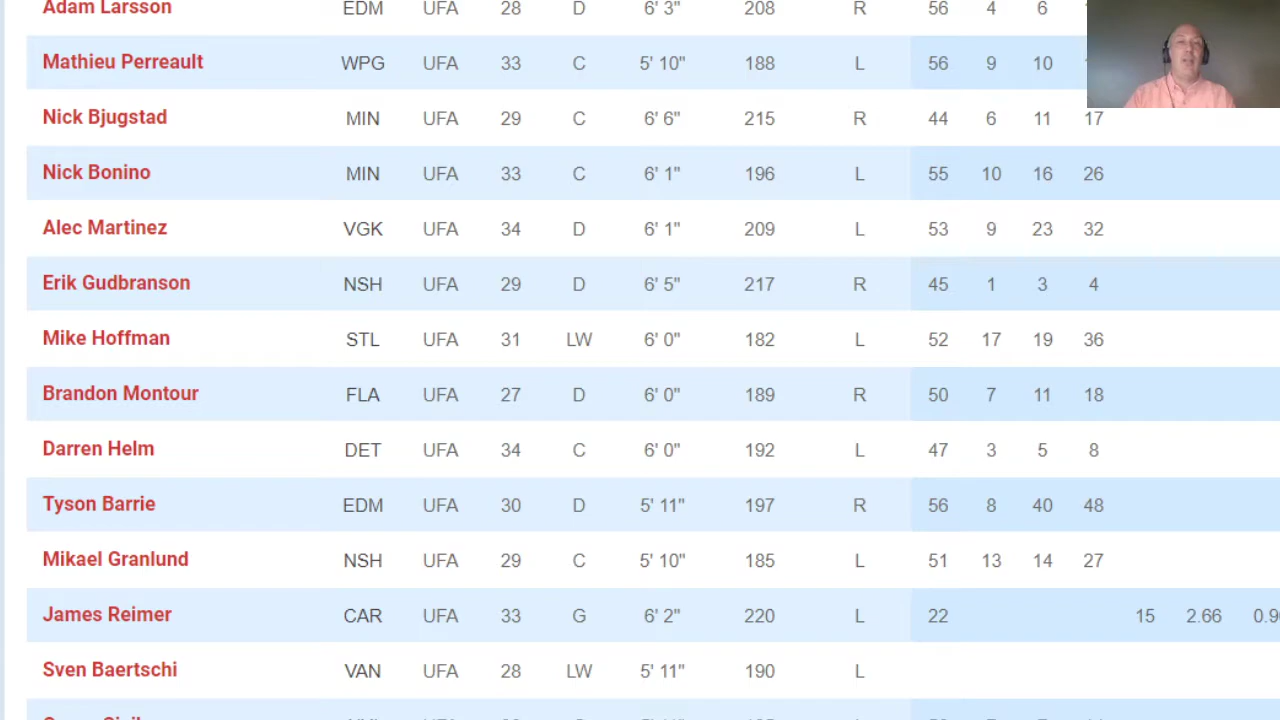 Adam Larsson EDM UFA 28 D 6' 3" 208 R 56 4 6
Mathieu Perreault WPG UFA 33 C 5' 10" 188 L 56 9 10
Nick Bjugstad MIN UFA 29 C 6' 6" 215 R 44 6 11 17
Nick Bonino MIN UFA 33 C 6' 1" 196 L 55 10 16 26
Alec Martinez VGK UFA 34 D 6' 1" 209 L 53 9 23 32
Erik Gudbranson NSH UFA 29 D 6' 5" 217 R 45 1 3 4
Mike Hoffman STL UFA 31 LW 6' 0" 182 L 52 17 19 36
Brandon Montour FLA UFA 27 D 6' 0" 189 R 50 7 11 18
Darren Helm DET UFA 34 C 6' 0" 192 L 47 3 5 8
Tyson Barrie EDM UFA 30 D 5' 11" 197 R 56 8 40 48
Mikael Granlund NSH UFA 29 C 5' 10" 185 L 51 13 14 27
James Reimer CAR UFA 33 G 6' 2" 220 L 22 15 2.66
Sven Baertschi VAN UFA 28 LW 5' 11" 190 L